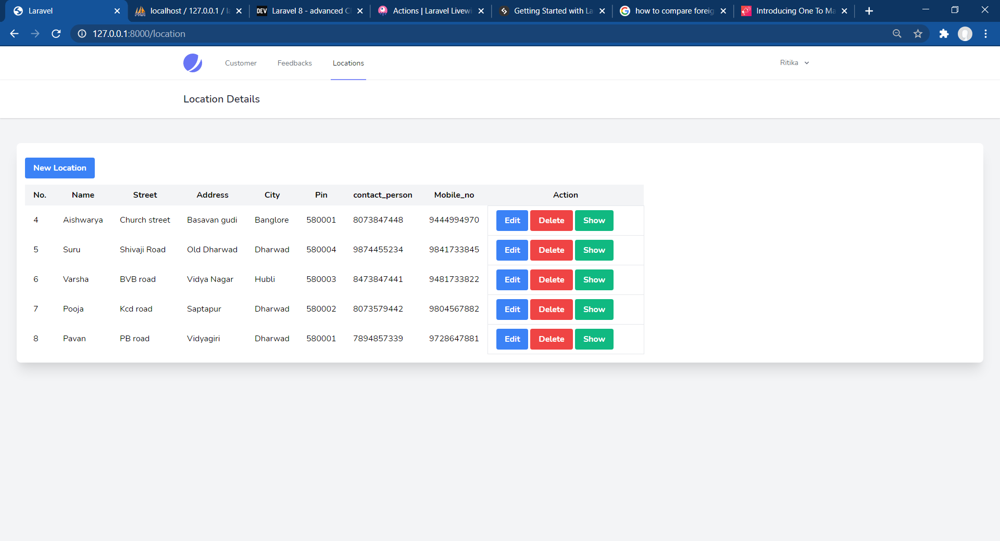 Laravel
localhost / 127.0.0.1 / la
DEV Laravel 8 - advanced C
Actions | Laravel Livewi
Getting Started with La
how to compare foreig
Introducing One To Ma
127.0.0.1:8000/location
Customer Feedbacks Locations Ritika
Location Details
New Location
No. Name Street Address City Pin contact_person Mobile_no Action
4 Aishwarya Church street Basavan gudi Banglore 580001 8073847448 9444994970 Edit Delete Show
5 Suru Shivaji Road Old Dharwad Dharwad 580004 9874455234 9841733845 Edit Delete Show
6 Varsha BVB road Vidya Nagar Hubli 580003 8473847441 9481733822 Edit Delete Show
7 Pooja Kcd road Saptapur Dharwad 580002 8073579442 9804567882 Edit Delete Show
8 Pavan PB road Vidyagiri Dharwad 580001 7894857339 9728647881 Edit Delete Show